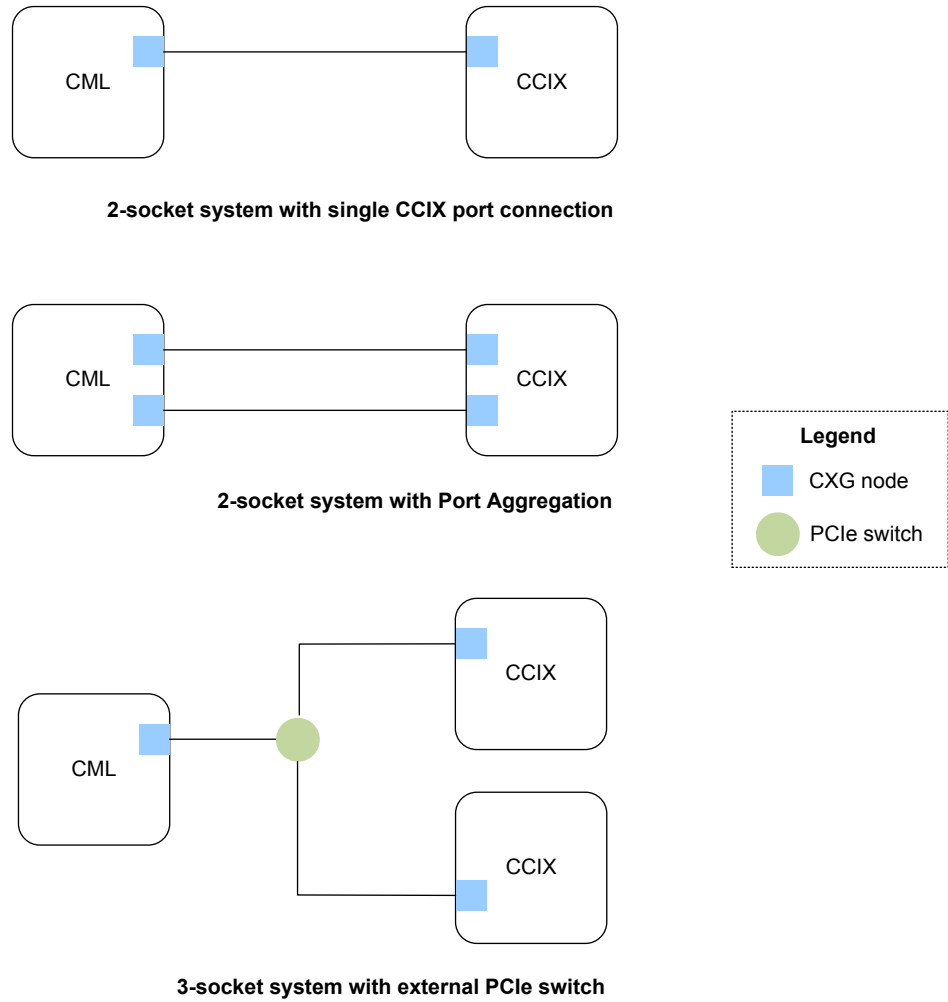 CML
CCIX
2-socket system with single CCIX port connection
CML
CCIX
2-socket system with Port Aggregation
Legend
CXG node
PCIe switch
CCIX
CML
CCIX
3-socket system with external PCIe switch